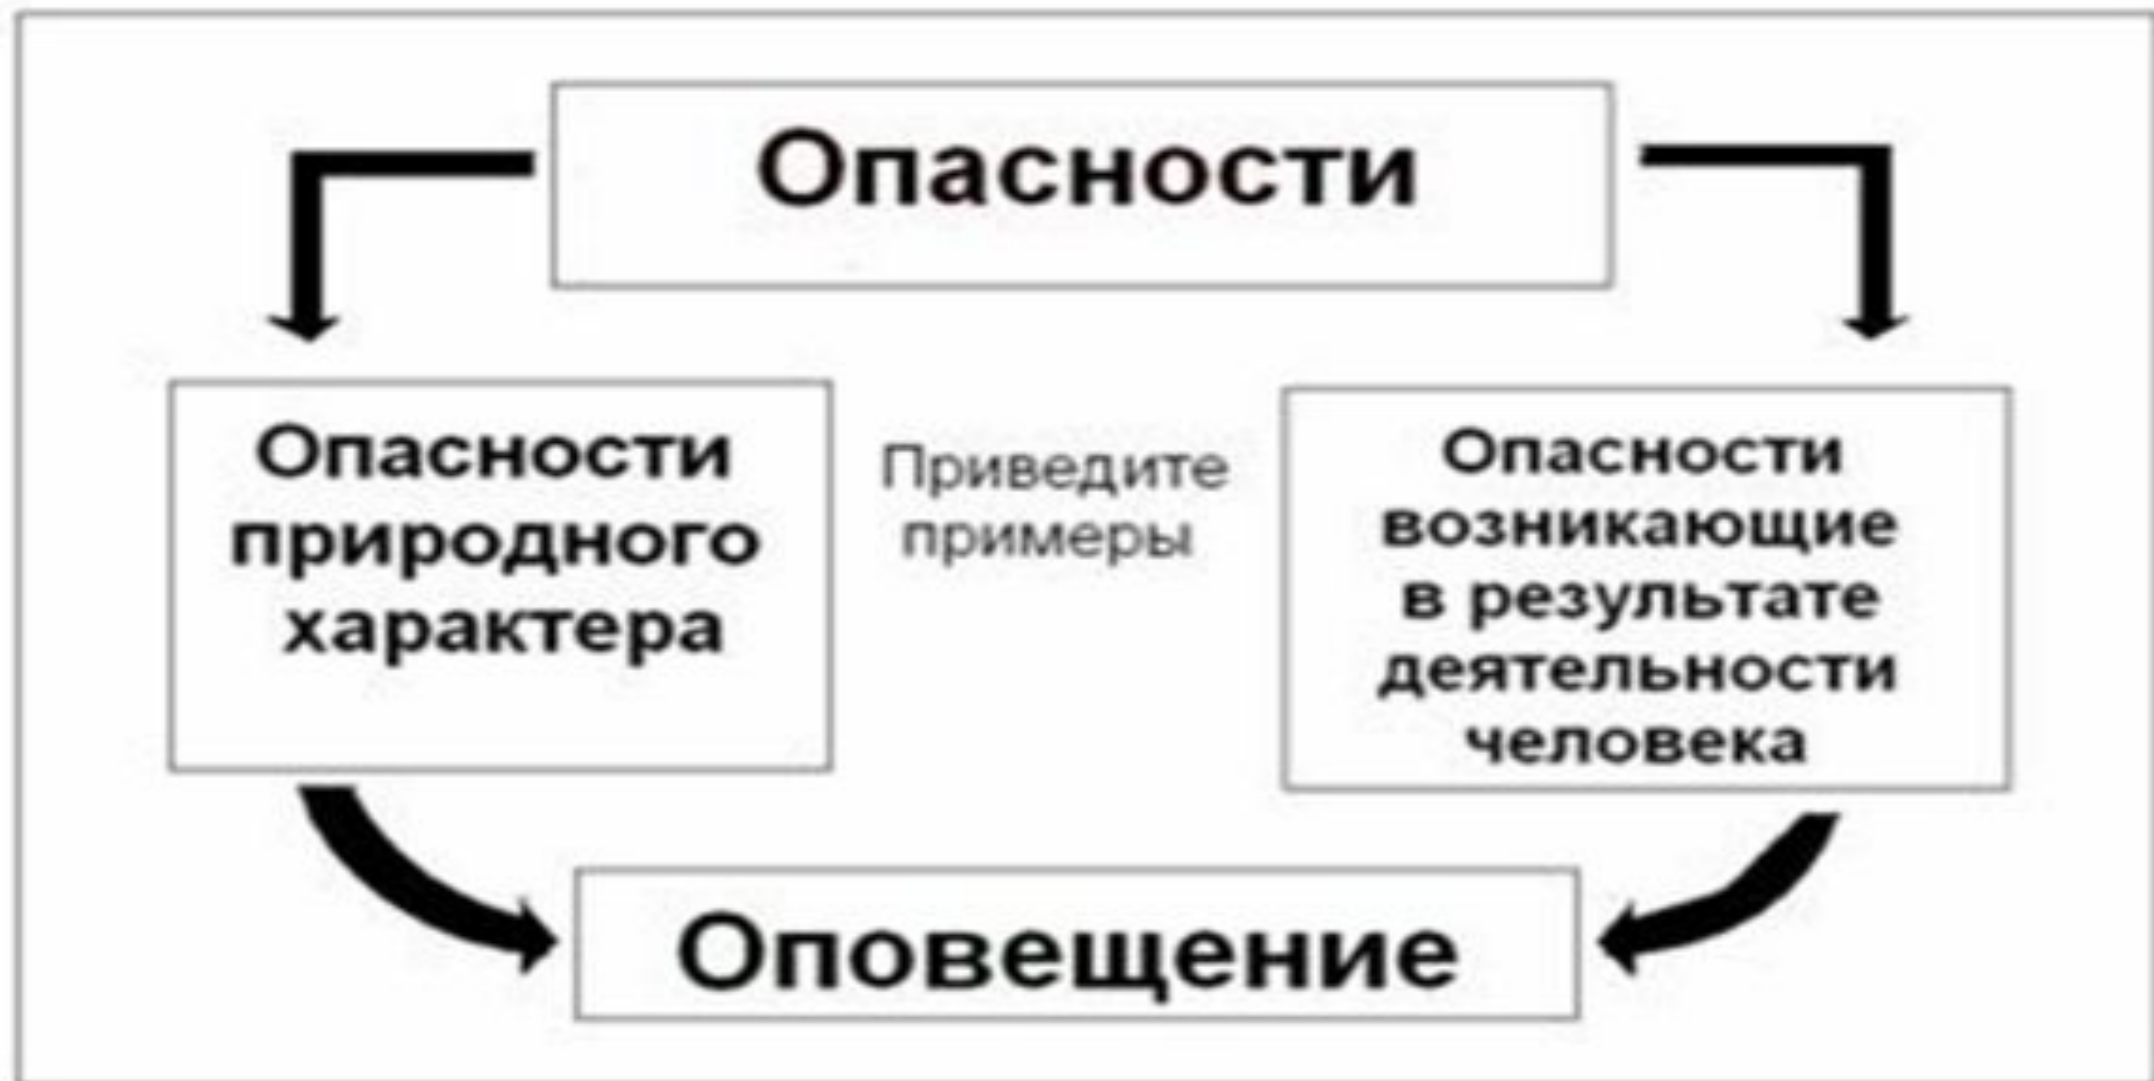 Опасности
Опасности
природного
характера
Приведите
примеры
Опасности
возникающие
в результате
деятельности
человека
Оповещение